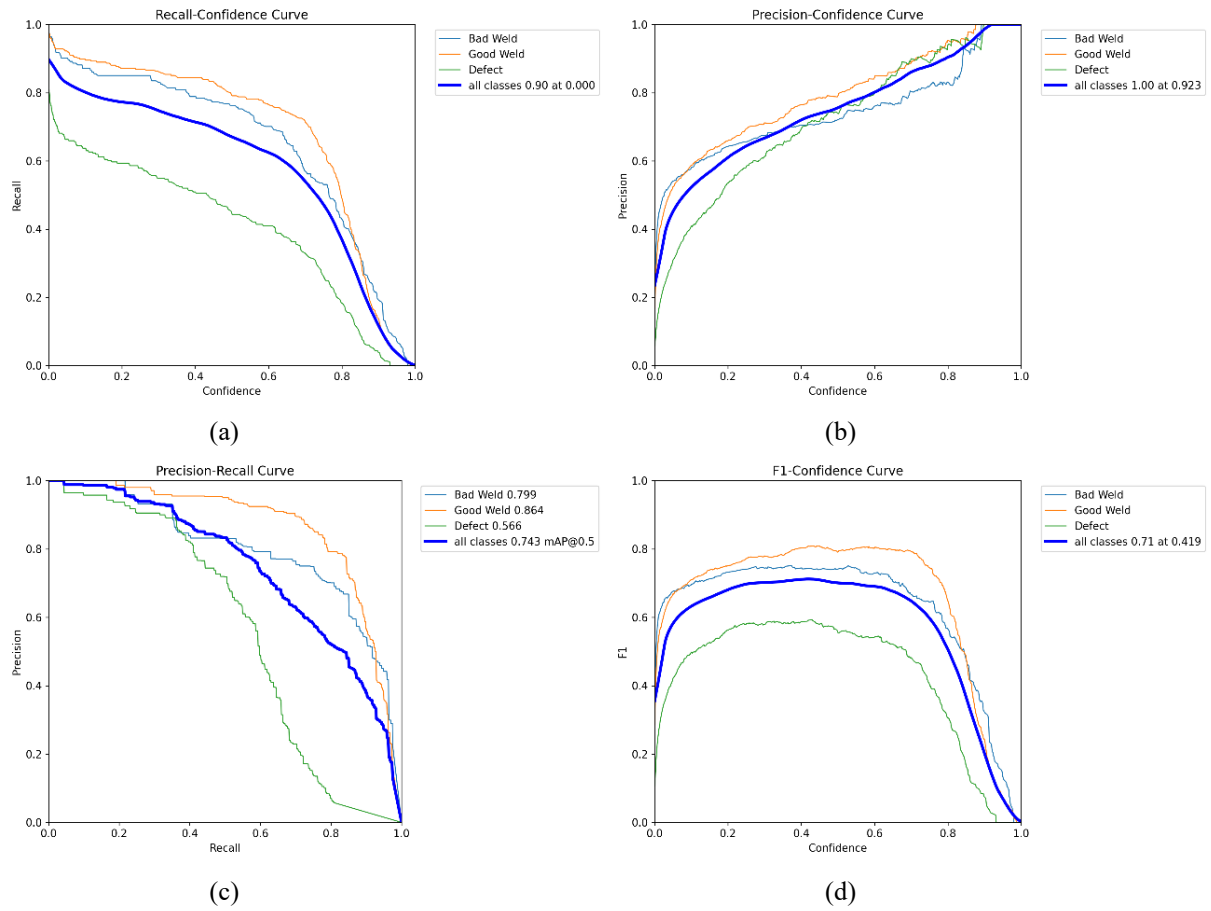 Recall-Confidence Curve
1.0
0.8
0.6
0.4
0.2
0.0
Recall
0.0 0.2 0.4 0.6 0.8 1.0
Confidence
Bad Weld
Good Weld
Defect
all classes 0.90 at 0.000
(a)
Precision-Confidence Curve
1.0
0.8
0.6
0.4
0.2
0.0
Precision
0.0 0.2 0.4 0.6 0.8 1.0
Confidence
Bad Weld
Good Weld
Defect
all classes 1.00 at 0.923
(b)
Precision-Recall Curve
1.0
0.8
0.6
0.4
0.2
0.0
Precision
0.0 0.2 0.4 0.6 0.8 1.0
Recall
Bad Weld 0.799
Good Weld 0.864
Defect 0.566
all classes 0.743 mAP@0.5
(c)
F1-Confidence Curve
1.0
0.8
0.6
0.4
0.2
0.0
F1
0.0 0.2 0.4 0.6 0.8 1.0
Confidence
Bad Weld
Good Weld
Defect
all classes 0.71 at 0.419
(d)